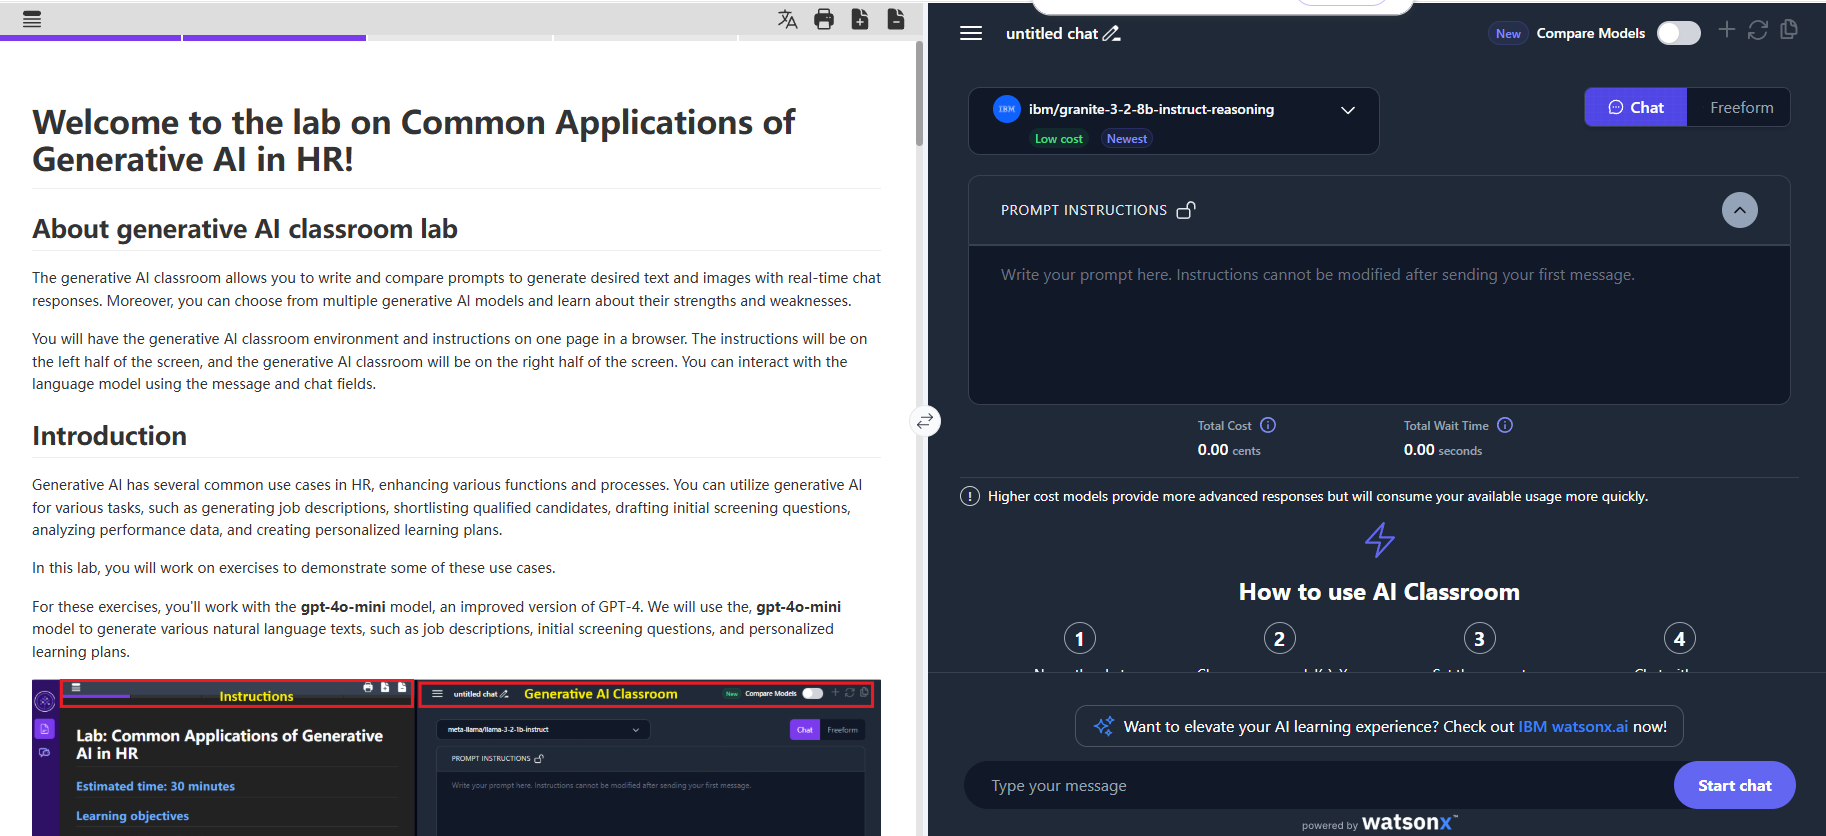 Welcome to the lab on Common Applications of
Generative AI in HR!
About generative AI classroom lab
The generative AI classroom allows you to write and compare prompts to generate desired text and images with real-time chat
responses. Moreover, you can choose from multiple generative AI models and learn about their strengths and weaknesses.
You will have the generative AI classroom environment and instructions on one page in a browser. The instructions will be on
the left half of the screen, and the generative AI classroom will be on the right half of the screen. You can interact with the
language model using the message and chat fields.
Introduction
Generative AI has several common use cases in HR, enhancing various functions and processes. You can utilize generative AI
for various tasks, such as generating job descriptions, shortlisting qualified candidates, drafting initial screening questions,
analyzing performance data, and creating personalized learning plans.
In this lab, you will work on exercises to demonstrate some of these use cases.
For these exercises, you'll work with the gpt-4o-mini model, an improved version of GPT-4. We will use the, gpt-4o-mini
model to generate various natural language texts, such as job descriptions, initial screening questions, and personalized
learning plans.
Instructions
Lab: Common Applications of Generative
AI in HR
Estimated time: 30 minutes
Learning objectives
untitled chat
Generative AI Classroom
New Compare Models
meta-llama/llama-3-2-1b-instruct
Chat Freeform
PROMPT INSTRUCTIONS
Write your prompt here. Instructions cannot be modified after sending your first message.
untitled chat
New Compare Models
IBM ibm/granite-3-2-8b-instruct-reasoning
Low cost Newest
Chat Freeform
PROMPT INSTRUCTIONS
Write your prompt here. Instructions cannot be modified after sending your first message.
Total Cost
0.00 cents
Total Wait Time
0.00 seconds
Higher cost models provide more advanced responses but will consume your available usage more quickly.
How to use AI Classroom
1 2 3 4
Want to elevate your AI learning experience? Check out IBM watsonx.ai now!
Type your message
Start chat
powered by watsonx™